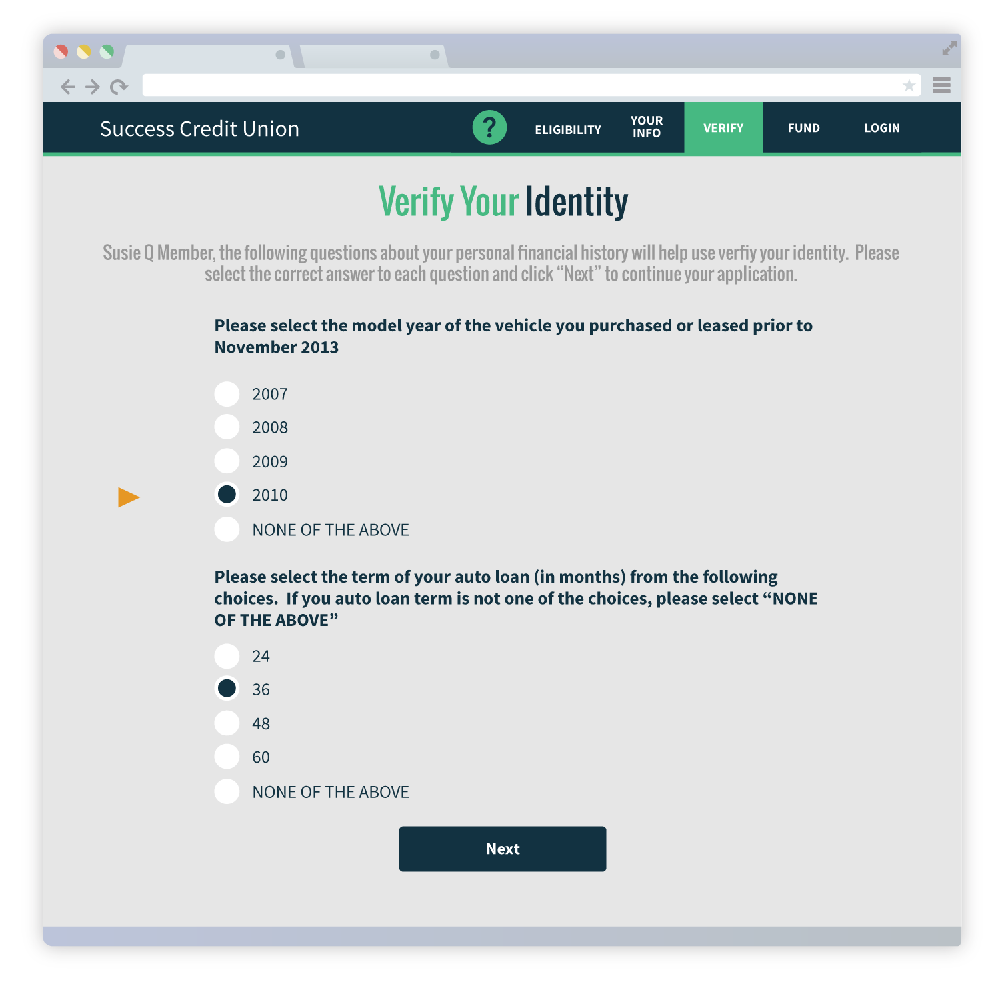 Success Credit Union
?
ELIGIBILITY
YOUR
INFO
VERIFY
FUND
LOGIN
Verify Your Identity
Susie Q Member, the following questions about your personal financial history will help use verfiy your identity.  Please
select the correct answer to each question and click “Next” to continue your application.
Please select the model year of the vehicle you purchased or leased prior to
November 2013
2007
2008
2009
2010
NONE OF THE ABOVE
Please select the term of your auto loan (in months) from the following
choices.  If you auto loan term is not one of the choices, please select “NONE
OF THE ABOVE”
24
36
48
60
NONE OF THE ABOVE
Next